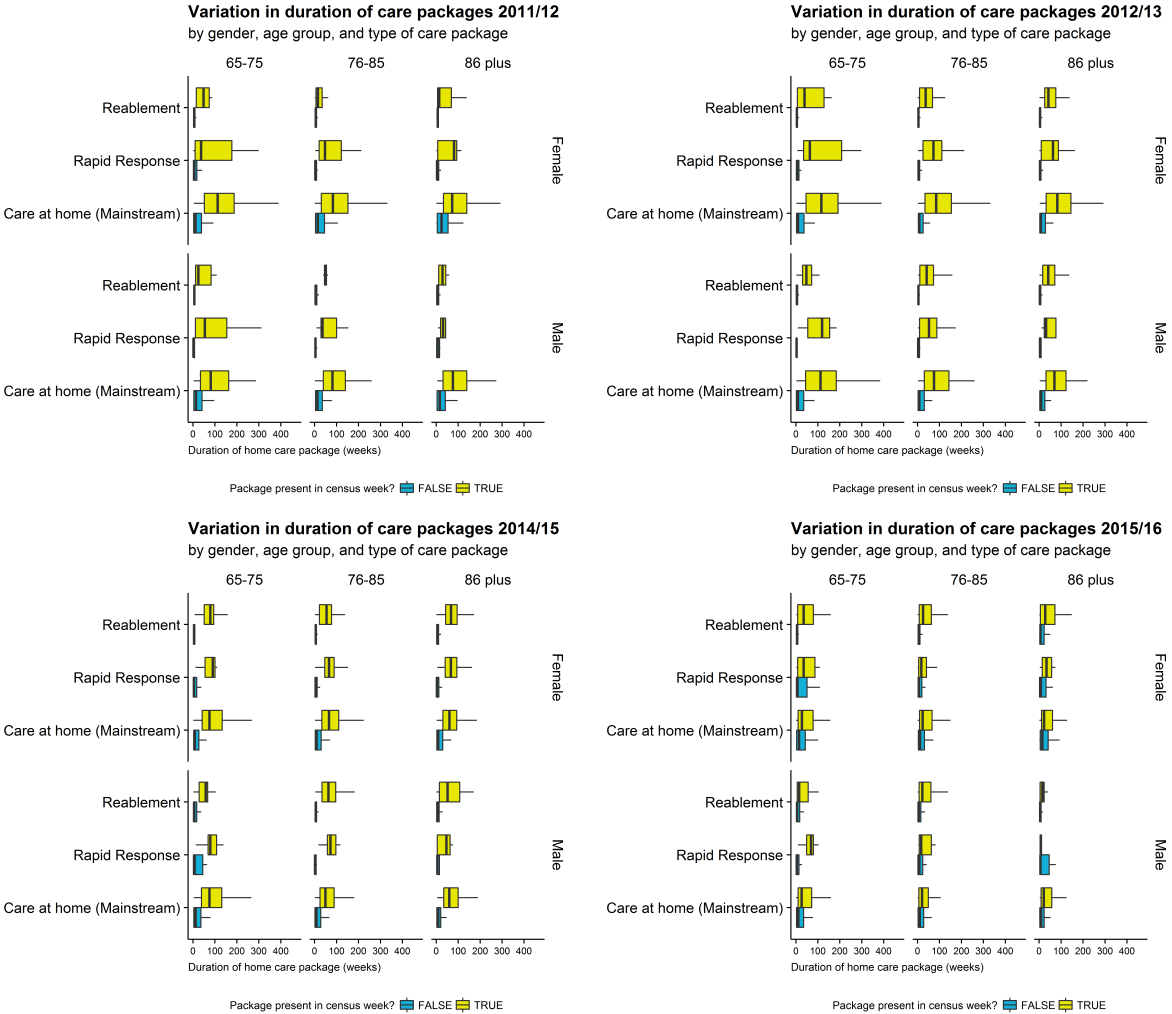 Variation in duration of care packages 2011/12
by gender, age group, and type of care package
65-75 76-85 86 plus
Reablement
Rapid Response
Care at home (Mainstream)
Female
Reablement
Rapid Response
Care at home (Mainstream)
Male
0 100 200 300 400 0 100 200 300 400 0 100 200 300 400
Duration of home care package (weeks)
Package present in census week? FALSE TRUE
Variation in duration of care packages 2012/13
by gender, age group, and type of care package
65-75 76-85 86 plus
Reablement
Rapid Response
Care at home (Mainstream)
Female
Reablement
Rapid Response
Care at home (Mainstream)
Male
0 100 200 300 400 0 100 200 300 400 0 100 200 300 400
Duration of home care package (weeks)
Package present in census week? FALSE TRUE
Variation in duration of care packages 2014/15
by gender, age group, and type of care package
65-75 76-85 86 plus
Reablement
Rapid Response
Care at home (Mainstream)
Female
Reablement
Rapid Response
Care at home (Mainstream)
Male
0 100 200 300 400 0 100 200 300 400 0 100 200 300 400
Duration of home care package (weeks)
Package present in census week? FALSE TRUE
Variation in duration of care packages 2015/16
by gender, age group, and type of care package
65-75 76-85 86 plus
Reablement
Rapid Response
Care at home (Mainstream)
Female
Reablement
Rapid Response
Care at home (Mainstream)
Male
0 100 200 300 400 0 100 200 300 400 0 100 200 300 400
Duration of home care package (weeks)
Package present in census week? FALSE TRUE